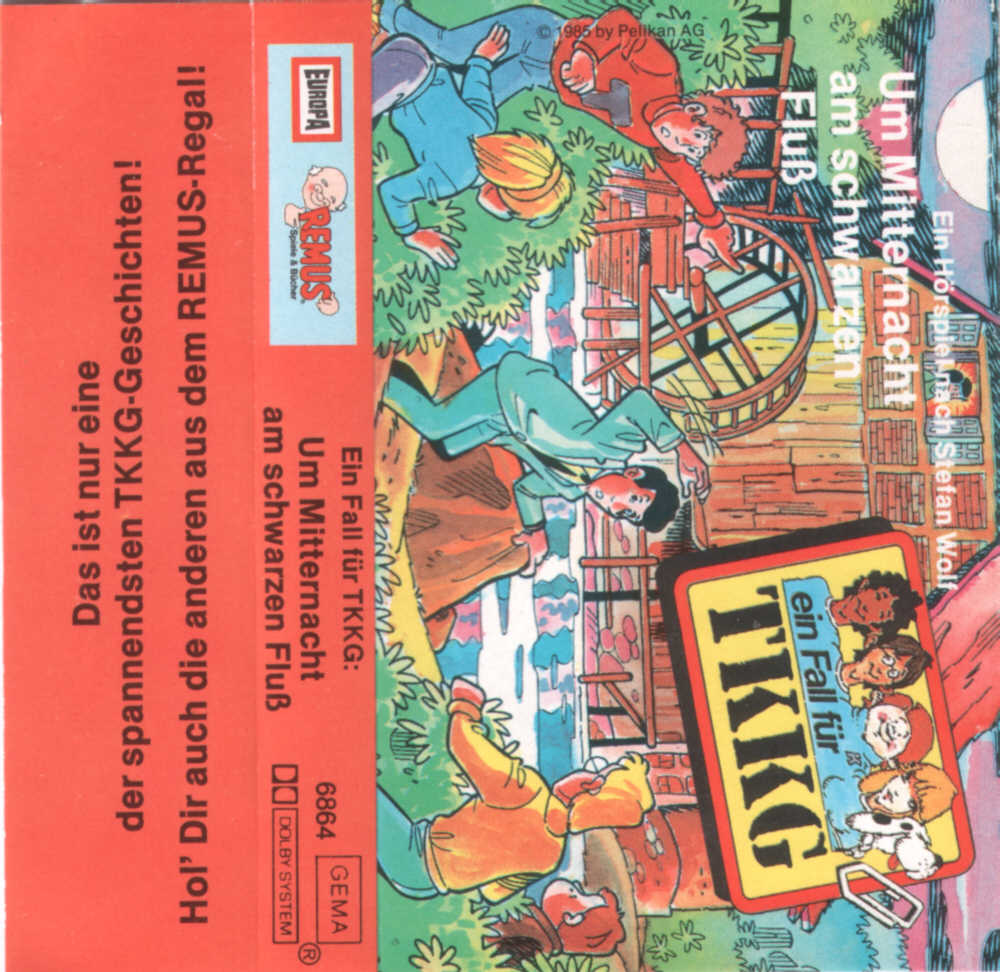 © 1985 by Pelikan AG
Ein Hörspiel nach Stefan Wolf
Um Mitternacht
am schwarzen
Fluß
ein Fall für
TKKG
EUROPA
REMUS
Spiele & Bücher
Ein Fall für TKKG:
Um Mitternacht
am schwarzen Fluß
6864
GEMA
DOLBY SYSTEM
®
Das ist nur eine
der spannendsten TKKG-Geschichten!
Hol' Dir auch die anderen aus dem REMUS-Regal!